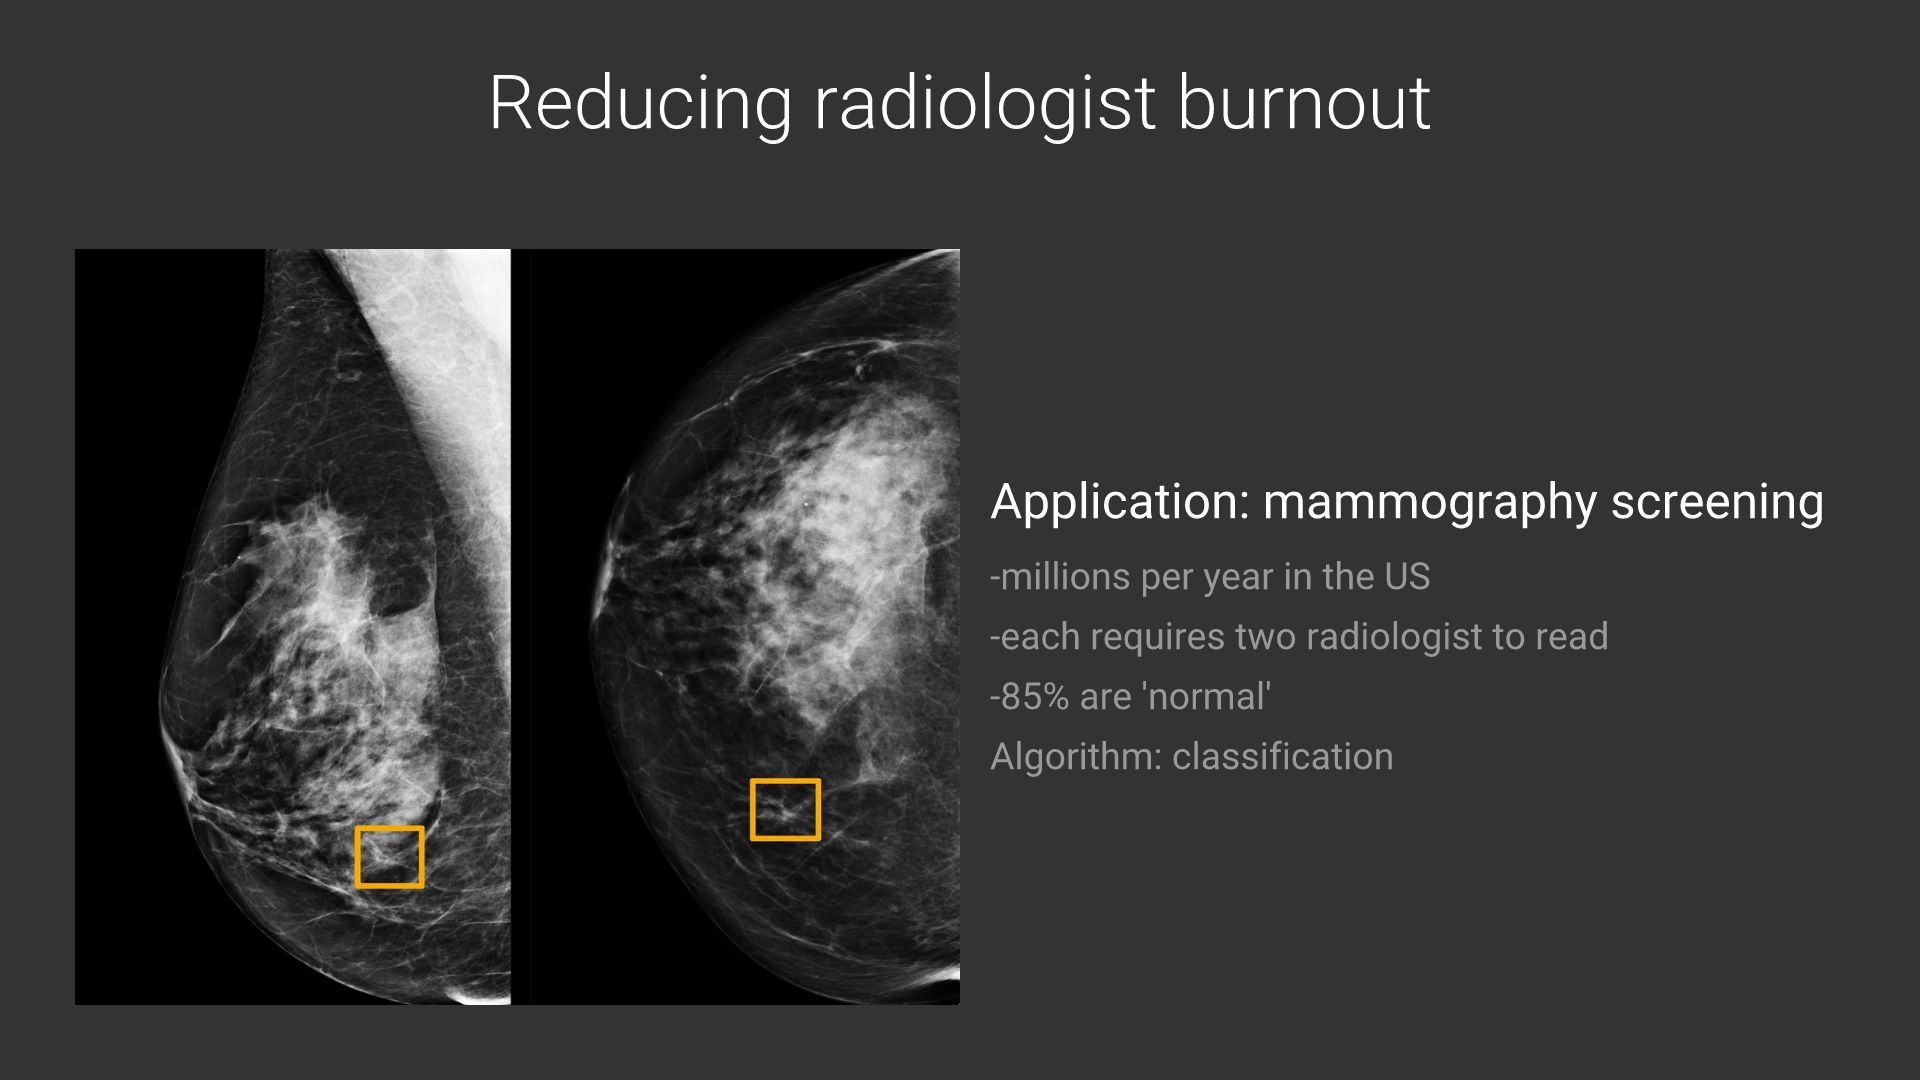 Reducing radiologist burnout
Application: mammography screening
-millions per year in the US
-each requires two radiologist to read
-85% are 'normal'
Algorithm: classification